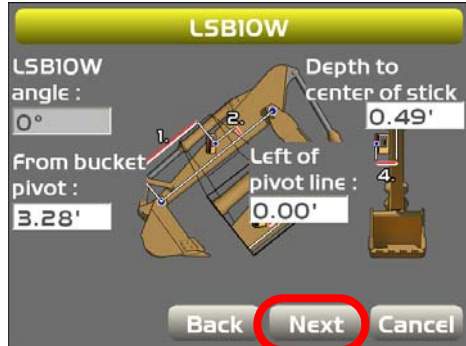 LSB10W
LSB10W
angle :
0°
From bucket
pivot :
3.28'
1.
2.
Left of
pivot line :
0.00'
Depth to
center of stick
0.49'
4.
Back
Next
Cancel